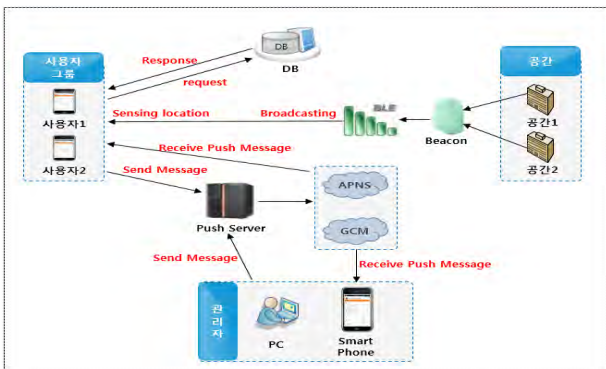 사용자
그룹
사용자1
사용자2
Response
request
DB
DB
공간
공간1
공간2
Sensing location
Broadcasting
BLE
Beacon
Receive Push Message
Send Message
Push Server
APNS
GCM
Send Message
Receive Push Message
관
리
자
PC
Smart
Phone